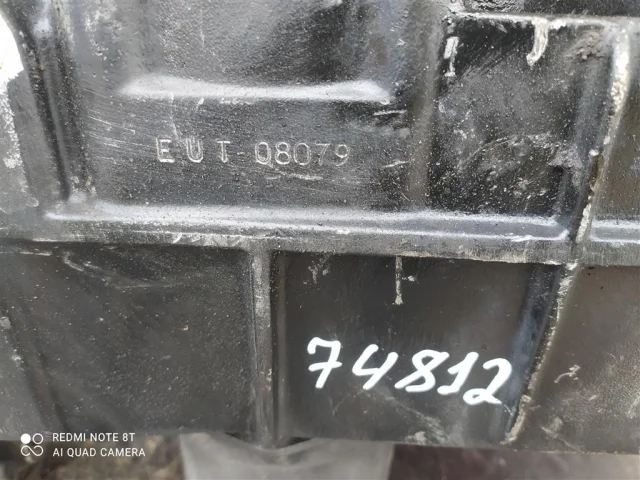 EUT-08079
74812
REDMI NOTE 8T
AI QUAD CAMERA